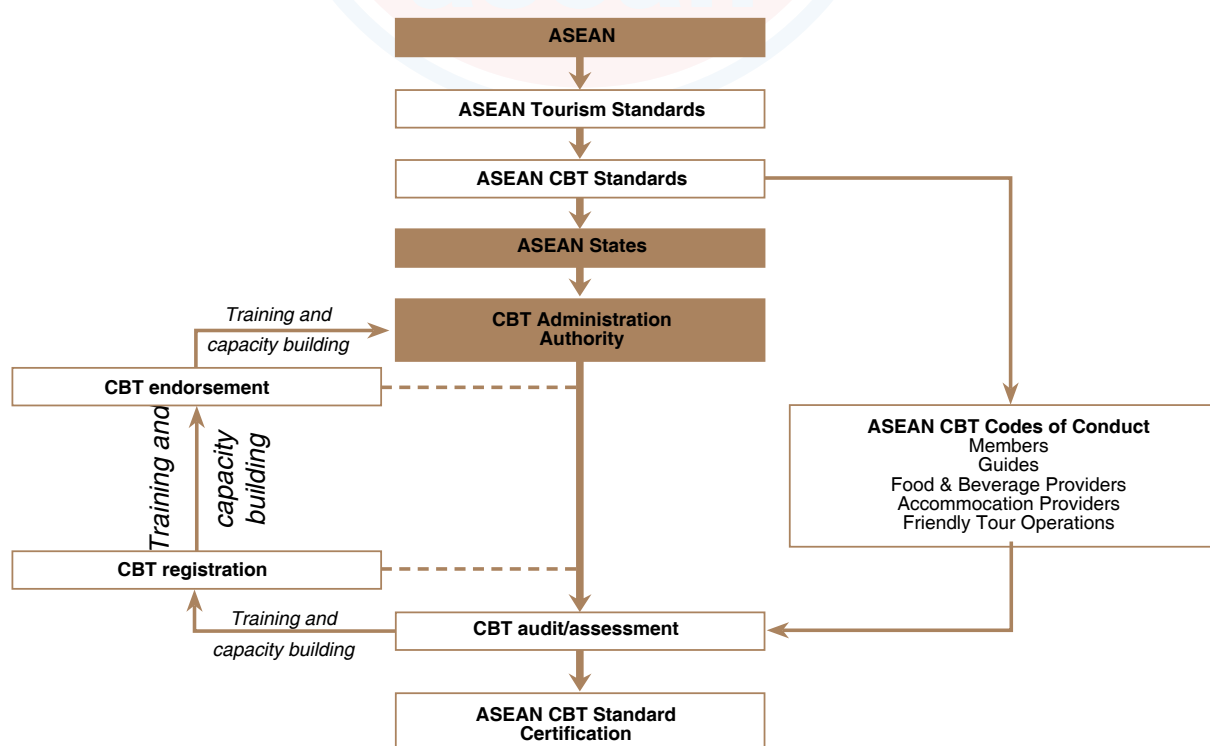 ASEAN
ASEAN Tourism Standards
ASEAN CBT Standards
ASEAN States
CBT Administration
Authority
Training and
capacity building
CBT endorsement
Training and
capacity
building
CBT registration
Training and
capacity building
CBT audit/assessment
ASEAN CBT Standard
Certification
ASEAN CBT Codes of Conduct
Members
Guides
Food & Beverage Providers
Accommocation Providers
Friendly Tour Operations